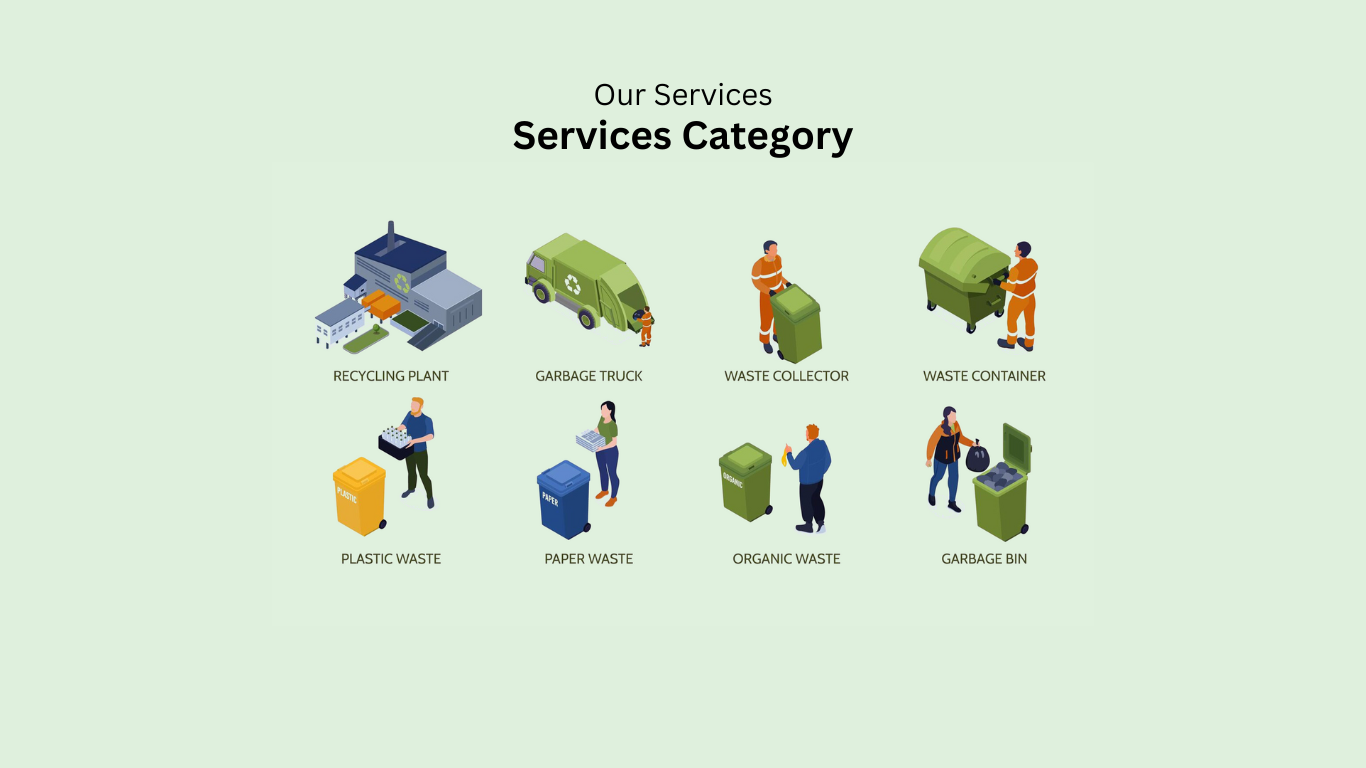 Our Services
Services Category
RECYCLING PLANT
GARBAGE TRUCK
WASTE COLLECTOR
WASTE CONTAINER
PLASTIC
PAPER
ORGANIC
PLASTIC WASTE
PAPER WASTE
ORGANIC WASTE
GARBAGE BIN